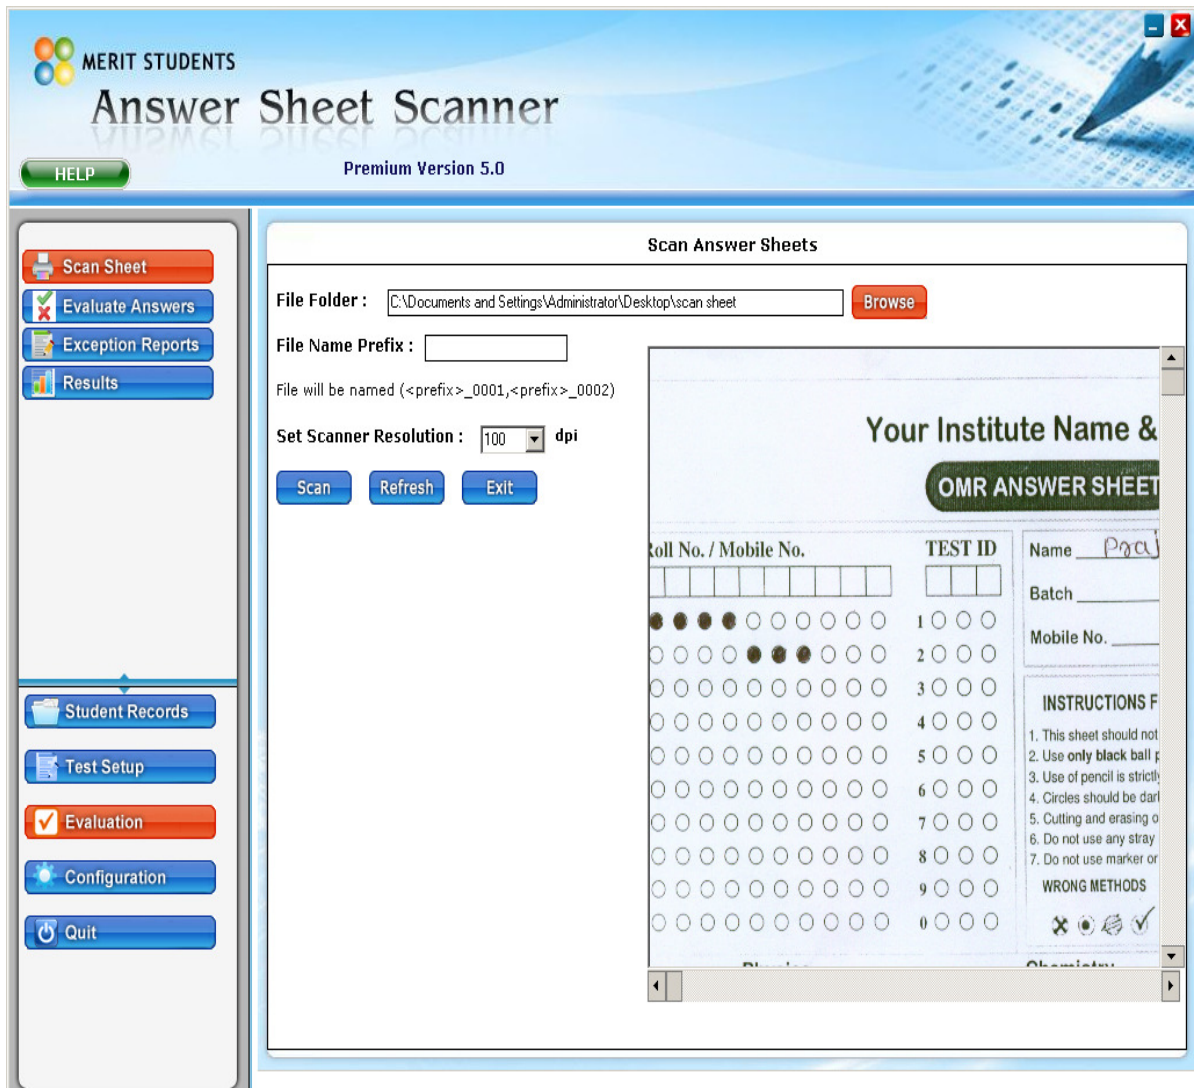 MERIT STUDENTS
Answer Sheet Scanner
HELP
Premium Version 5.0
Scan Sheet
Evaluate Answers
Exception Reports
Results
Student Records
Test Setup
Evaluation
Configuration
Quit
Scan Answer Sheets
File Folder : C:\Documents and Settings\Administrator\Desktop\scan sheet Browse
File Name Prefix :
File will be named (<prefix>_0001,<prefix>_0002)
Set Scanner Resolution : 100 dpi
Scan Refresh Exit
Your Institute Name &
OMR ANSWER SHEET
Roll No. / Mobile No.
TEST ID
1
2
3
4
5
6
7
8
9
0
Name Praj
Batch
Mobile No.
INSTRUCTIONS F
1. This sheet should not
2. Use only black ball p
3. Use of pencil is strictly
4. Circles should be dark
5. Cutting and erasing o
6. Do not use any stray
7. Do not use marker or
WRONG METHODS